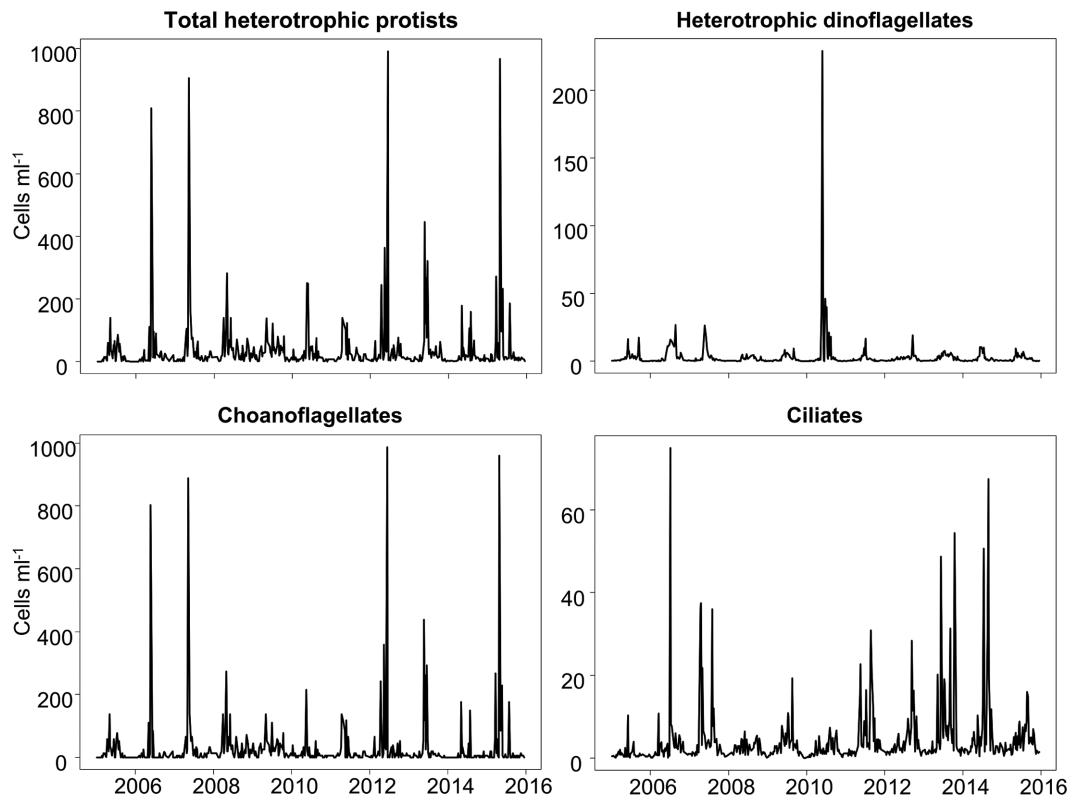 Total heterotrophic protists
Heterotrophic dinoflagellates
Cells ml-1
1000
800
600
400
200
0
200
150
100
50
0
Choanoflagellates
Ciliates
Cells ml-1
1000
800
600
400
200
0
60
40
20
0
2006 2008 2010 2012 2014 2016
2006 2008 2010 2012 2014 2016